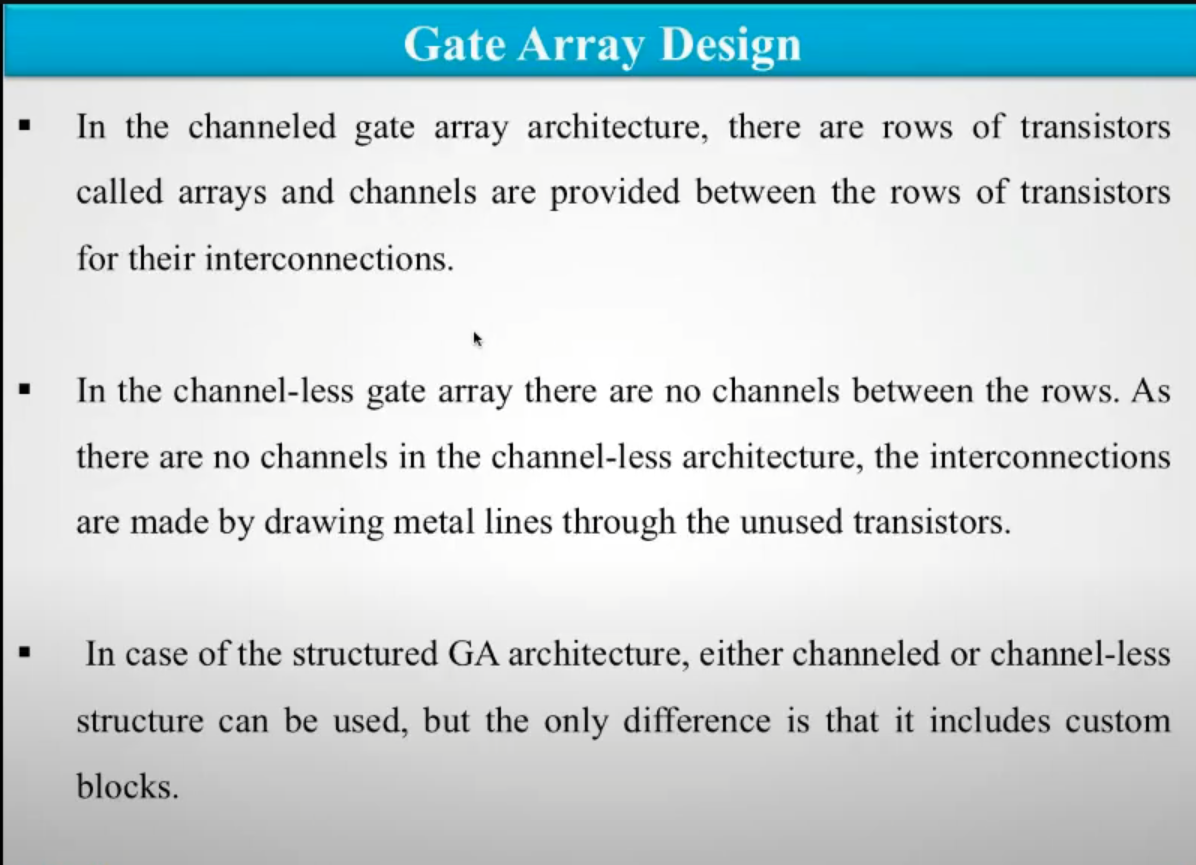 Gate Array Design
▪ In the channeled gate array architecture, there are rows of transistors
called arrays and channels are provided between the rows of transistors
for their interconnections.
▪ In the channel-less gate array there are no channels between the rows. As
there are no channels in the channel-less architecture, the interconnections
are made by drawing metal lines through the unused transistors.
▪ In case of the structured GA architecture, either channeled or channel-less
structure can be used, but the only difference is that it includes custom
blocks.